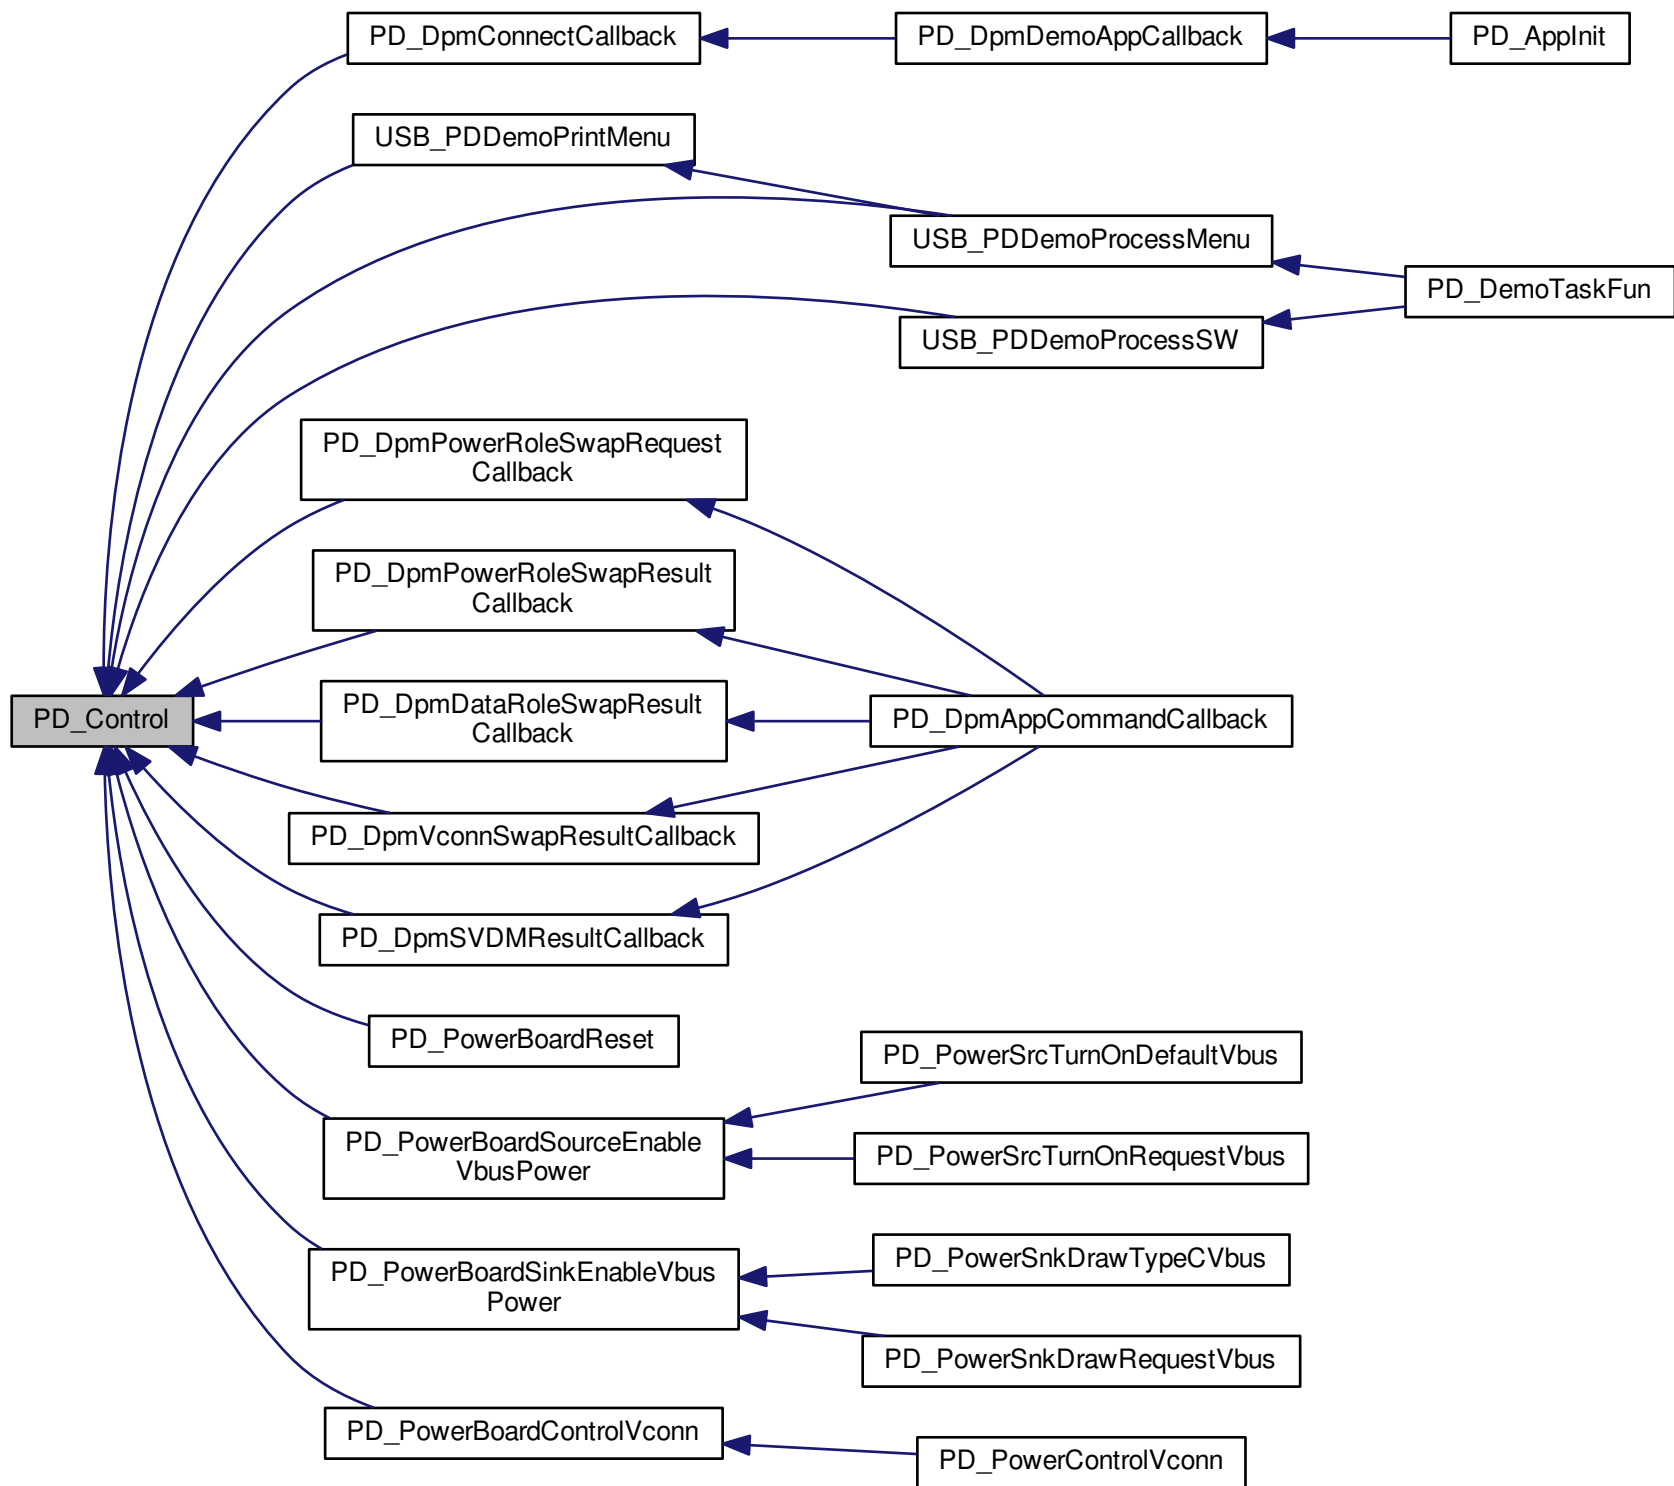 PD_DpmConnectCallback
PD_DpmDemoAppCallback
PD_AppInit
USB_PDDemoPrintMenu
USB_PDDemoProcessMenu
PD_DemoTaskFun
USB_PDDemoProcessSW
PD_DpmPowerRoleSwapRequest
Callback
PD_DpmPowerRoleSwapResult
Callback
PD_Control
PD_DpmDataRoleSwapResult
Callback
PD_DpmAppCommandCallback
PD_DpmVconnSwapResultCallback
PD_DpmSVDMResultCallback
PD_PowerBoardReset
PD_PowerSrcTurnOnDefaultVbus
PD_PowerBoardSourceEnable
VbusPower
PD_PowerSrcTurnOnRequestVbus
PD_PowerSnkDrawTypeCVbus
PD_PowerBoardSinkEnableVbus
Power
PD_PowerSnkDrawRequestVbus
PD_PowerBoardControlVconn
PD_PowerControlVconn